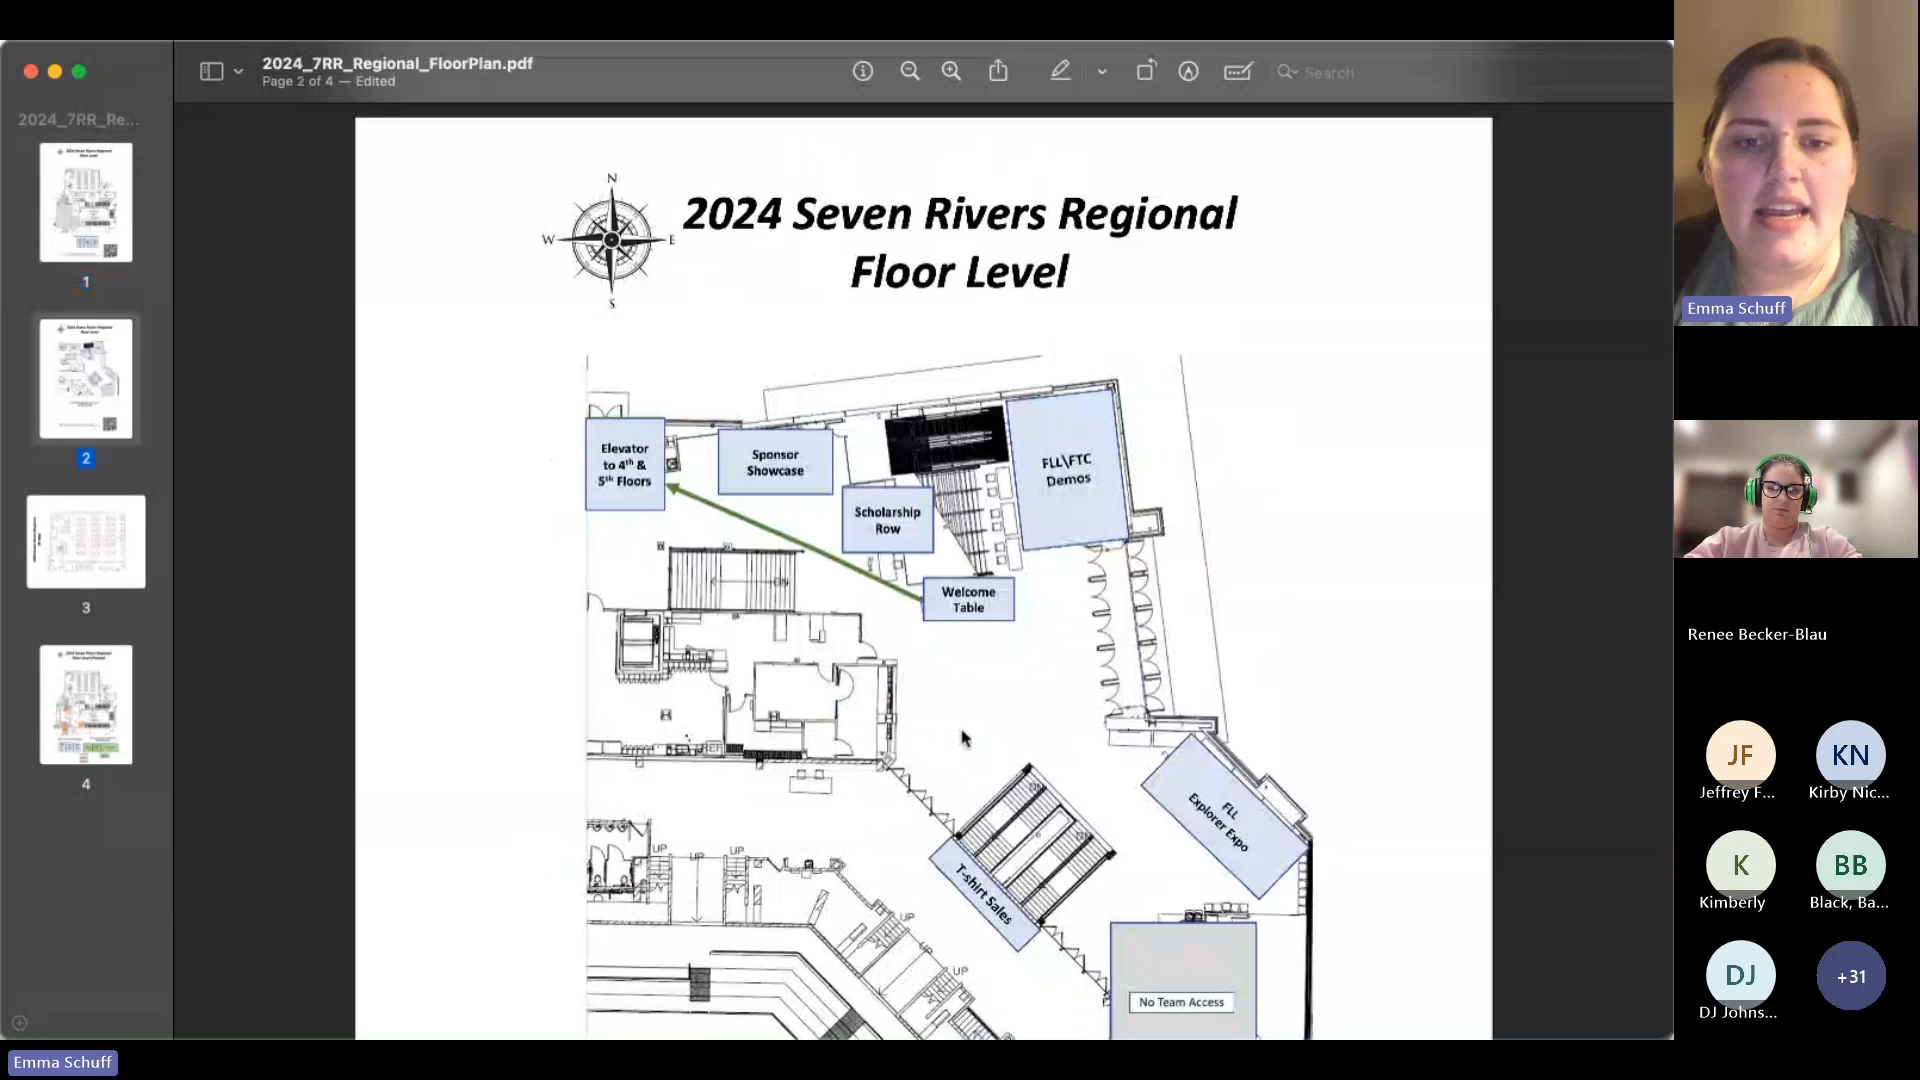 2024_7RR_Regional_FloorPlan.pdf
Page 2 of 4 — Edited
Search
2024_7RR_Re...
1
2
3
4
N
W
E
S
2024 Seven Rivers Regional
Floor Level
Elevator
to 4th &
5th Floors
Sponsor
Showcase
Scholarship
Row
FLL\FTC
Demos
Welcome
Table
DN
FLL
Explorer Expo
DN
DN
T-shirt Sales
UP
UP
UP
UP
UP
UP
No Team Access
Emma Schuff
Renee Becker-Blau
JF
Jeffrey F...
KN
Kirby Nic...
K
Kimberly
BB
Black, Ba...
DJ
DJ Johns...
+31
Emma Schuff